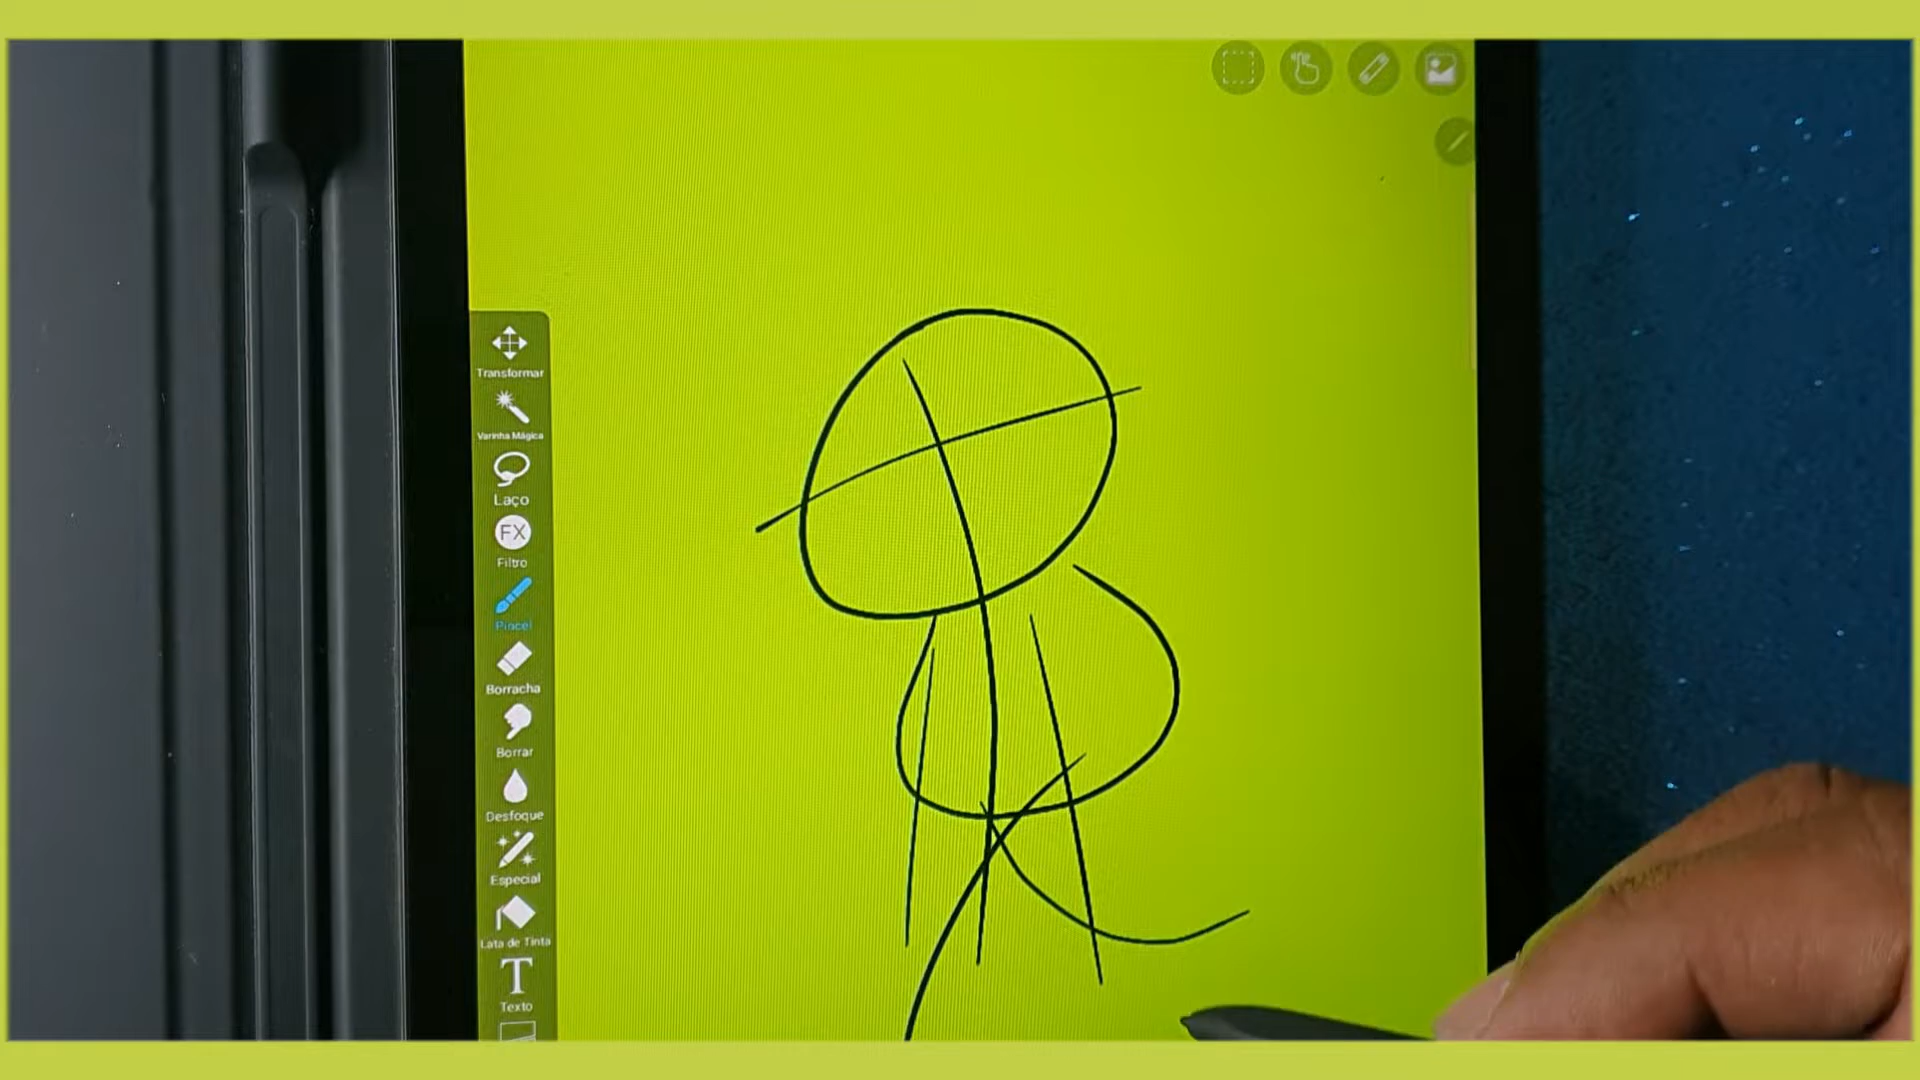 Transformar
Varinha Mágica
Laço
FX
Filtro
Pincel
Borracha
Borrar
Desfoque
Especial
Lata de Tinta
T
Texto